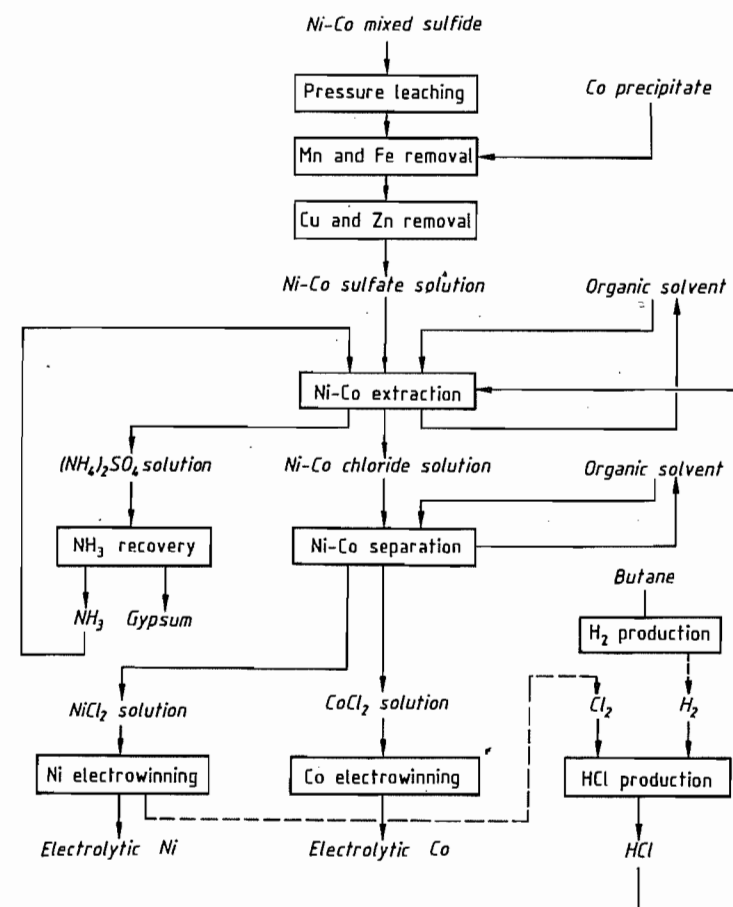 Ni-Co mixed sulfide
Pressure leaching
Co precipitate
Mn and Fe removal
Cu and Zn removal
Ni-Co sulfate solution
Organic solvent
Ni-Co extraction
(NH₄)₂SO₄ solution
Ni-Co chloride solution
Organic solvent
NH₃ recovery
Ni-Co separation
Butane
NH₃
Gypsum
H₂ production
NiCl₂ solution
CoCl₂ solution
Cl₂
H₂
Ni electrowinning
Co electrowinning
HCl production
Electrolytic Ni
Electrolytic Co
HCl